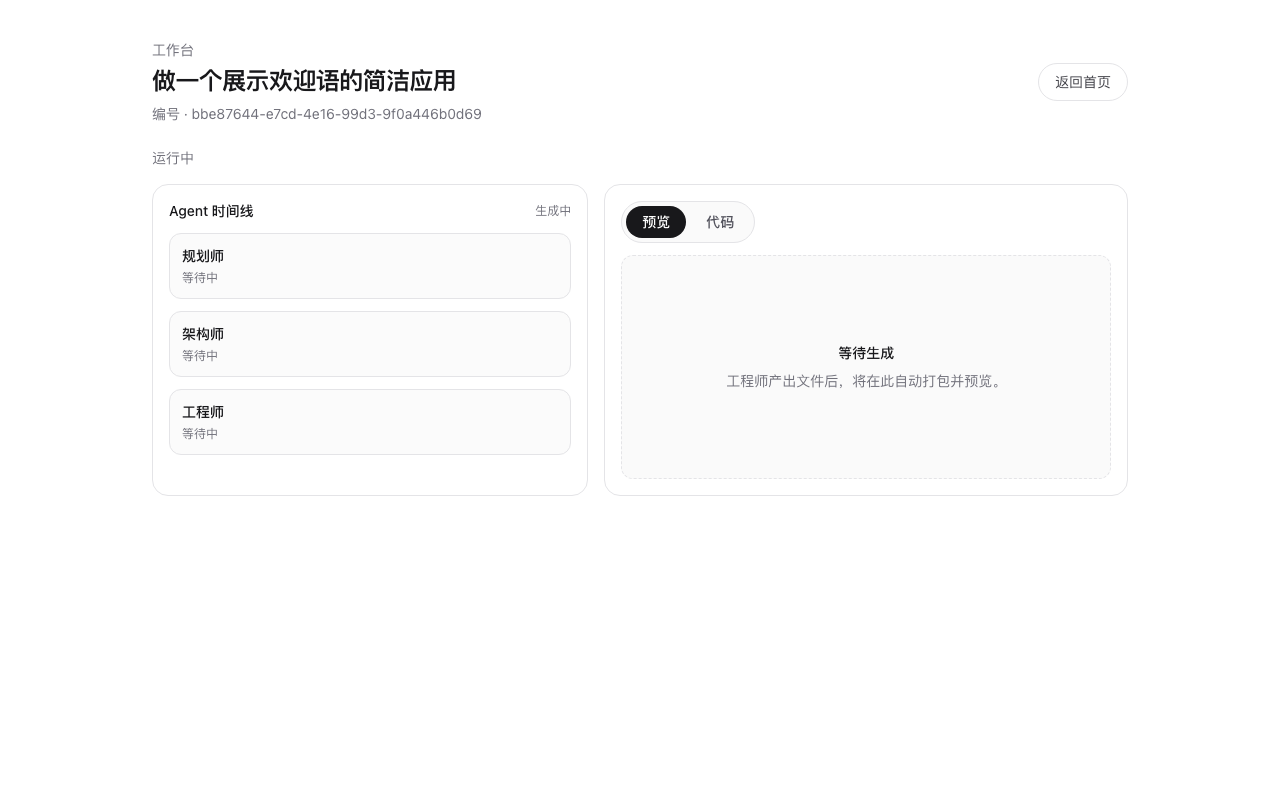 工作台
做一个展示欢迎语的简洁应用
编号 · bbe87644-e7cd-4e16-99d3-9f0a446b0d69
返回首页
运行中
Agent 时间线
生成中
规划师
等待中
架构师
等待中
工程师
等待中
预览
代码
等待生成
工程师产出文件后，将在此自动打包并预览。